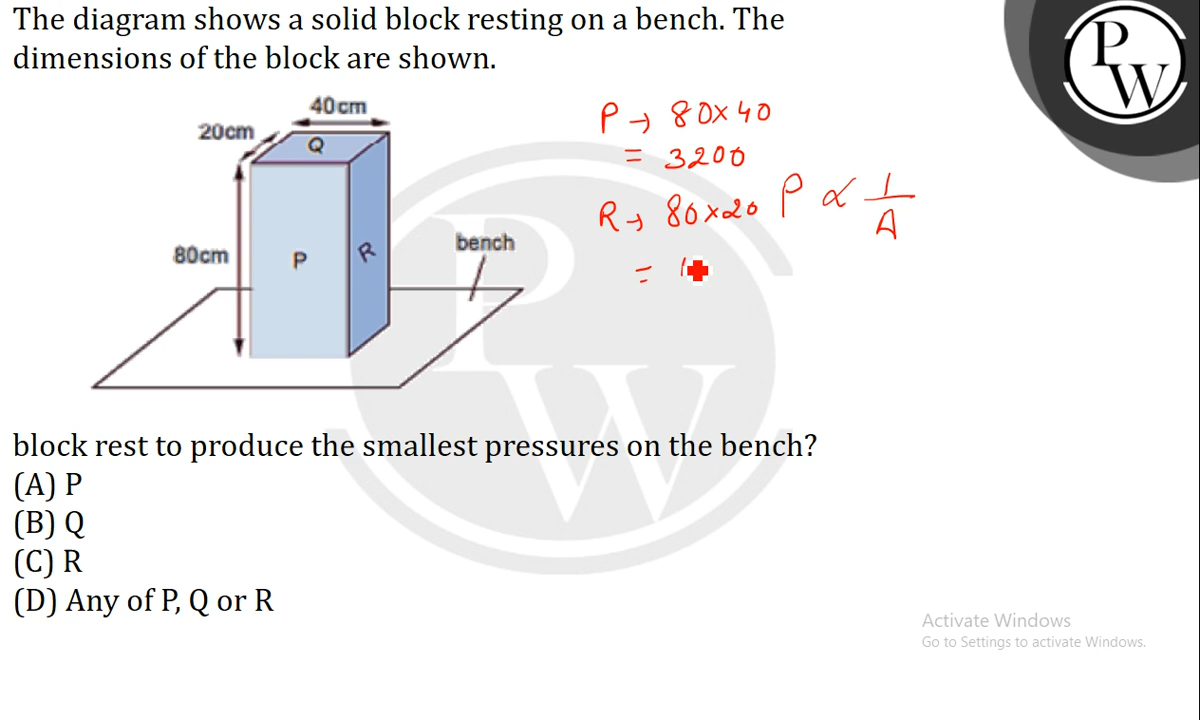 The diagram shows a solid block resting on a bench. The
dimensions of the block are shown.
40cm
20cm
Q
80cm
P
R
bench
P → 80×40
= 3200
R → 80×20
=
P ∝ 1/A
block rest to produce the smallest pressures on the bench?
(A) P
(B) Q
(C) R
(D) Any of P, Q or R
PW
PW
Activate Windows
Go to Settings to activate Windows.